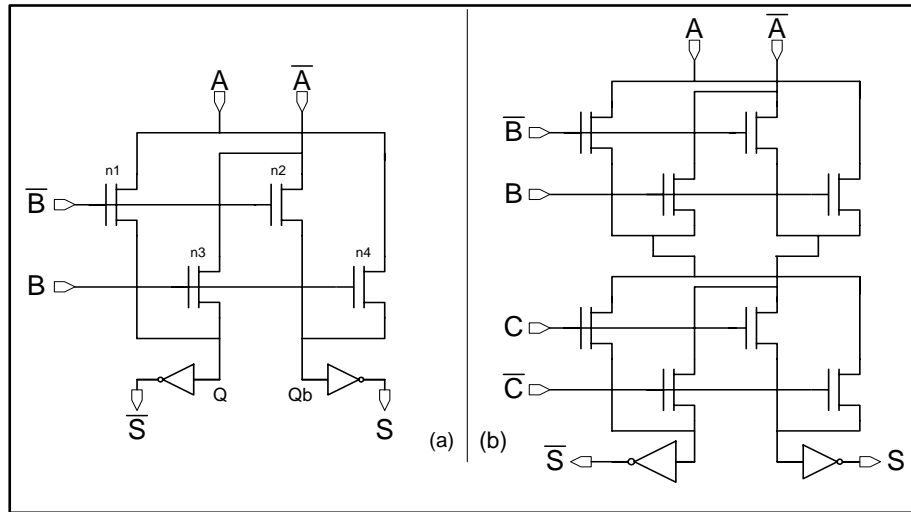 A A̅
n1 n2
B̅
n3 n4
B
Q Qb
S̅ S
(a)
A A̅
B̅
B
C
C̅
S̅ S
(b)